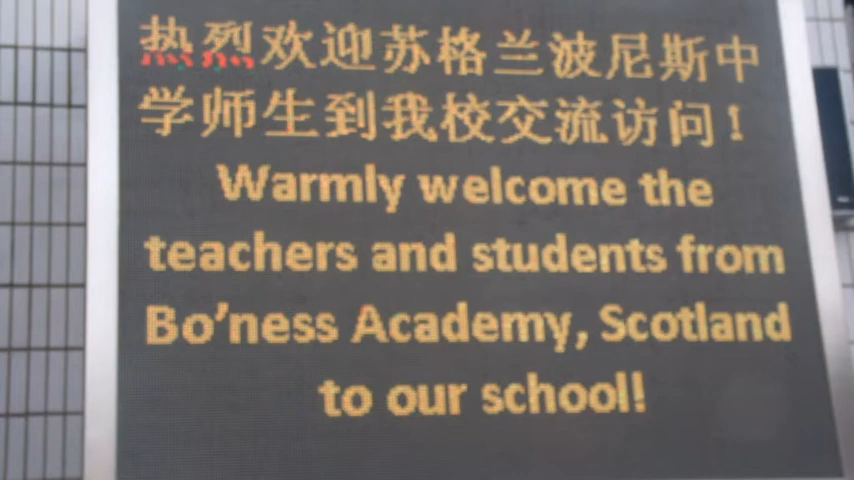 热烈欢迎苏格兰波尼斯中
学师生到我校交流访问！
Warmly welcome the
teachers and students from
Bo'ness Academy, Scotland
to our school!